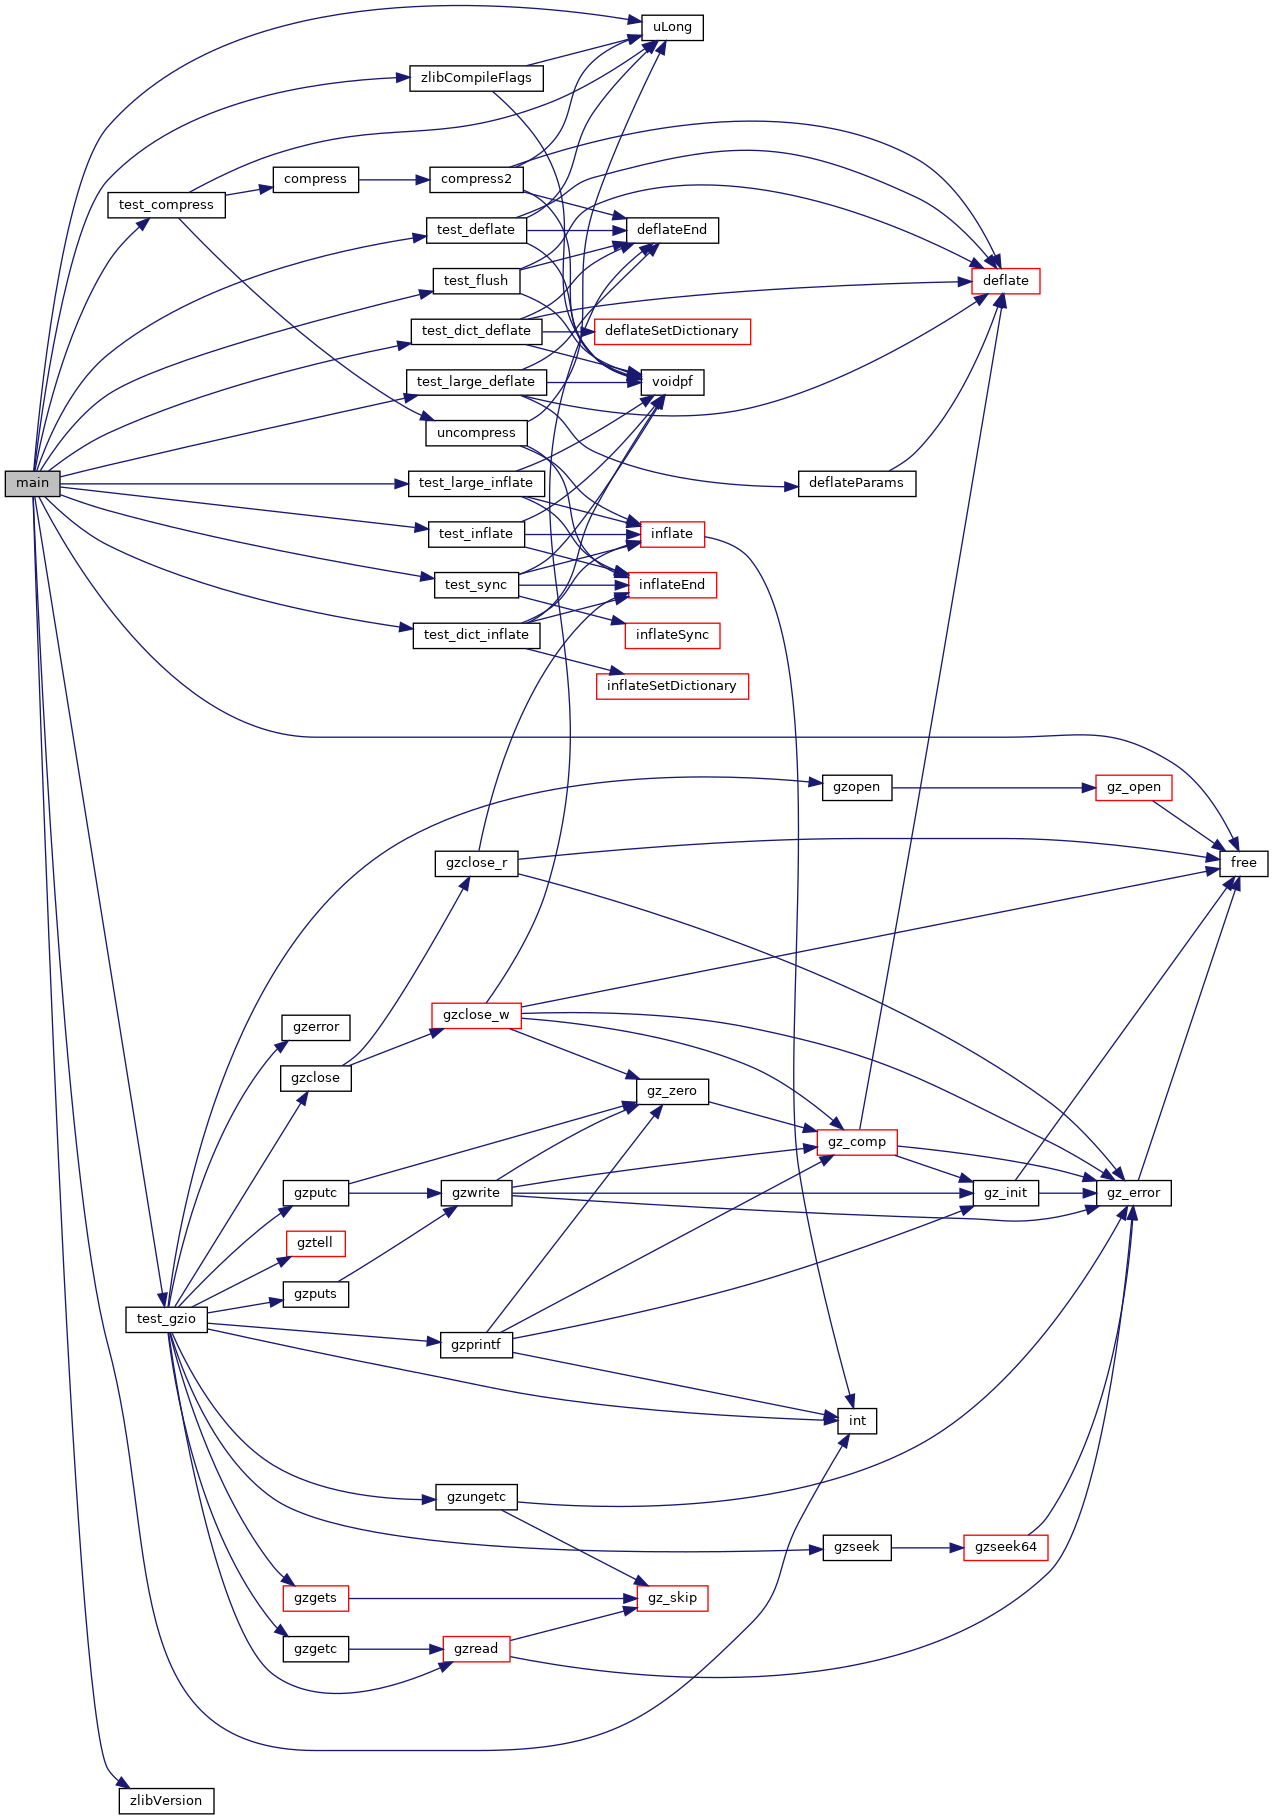 uLong
zlibCompileFlags
compress
compress2
test_compress
test_deflate
deflateEnd
test_flush
deflate
test_dict_deflate
deflateSetDictionary
test_large_deflate
voidpf
uncompress
main
test_large_inflate
deflateParams
test_inflate
inflate
test_sync
inflateEnd
test_dict_inflate
inflateSync
inflateSetDictionary
gzopen
gz_open
gzclose_r
free
gzclose_w
gzerror
gzclose
gz_zero
gz_comp
gzputc
gzwrite
gz_init
gz_error
gztell
gzputs
test_gzio
gzprintf
int
gzungetc
gzseek
gzseek64
gzgets
gz_skip
gzgetc
gzread
zlibVersion